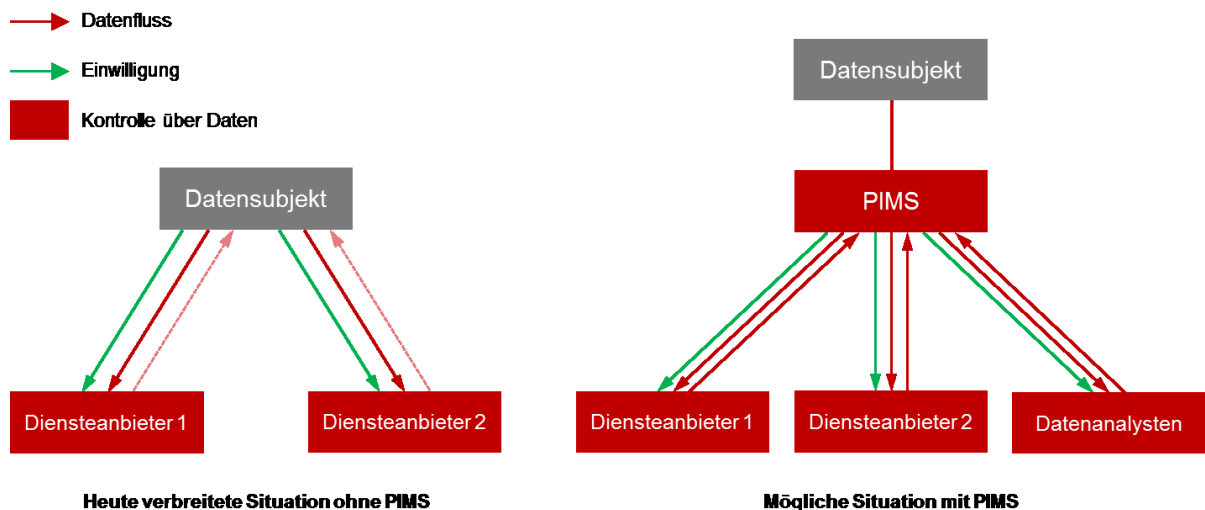 Datenfluss
Einwilligung
Kontrolle über Daten
Datensubjekt
Diensteanbieter 1
Diensteanbieter 2
Heute verbreitete Situation ohne PIMS
Datensubjekt
PIMS
Diensteanbieter 1
Diensteanbieter 2
Datenanalysten
Mögliche Situation mit PIMS